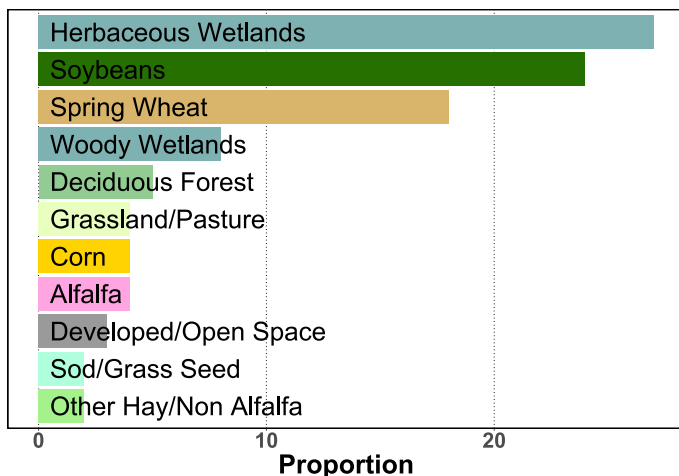 Herbaceous Wetlands
Soybeans
Spring Wheat
Woody Wetlands
Deciduous Forest
Grassland/Pasture
Corn
Alfalfa
Developed/Open Space
Sod/Grass Seed
Other Hay/Non Alfalfa
0 10 20
Proportion